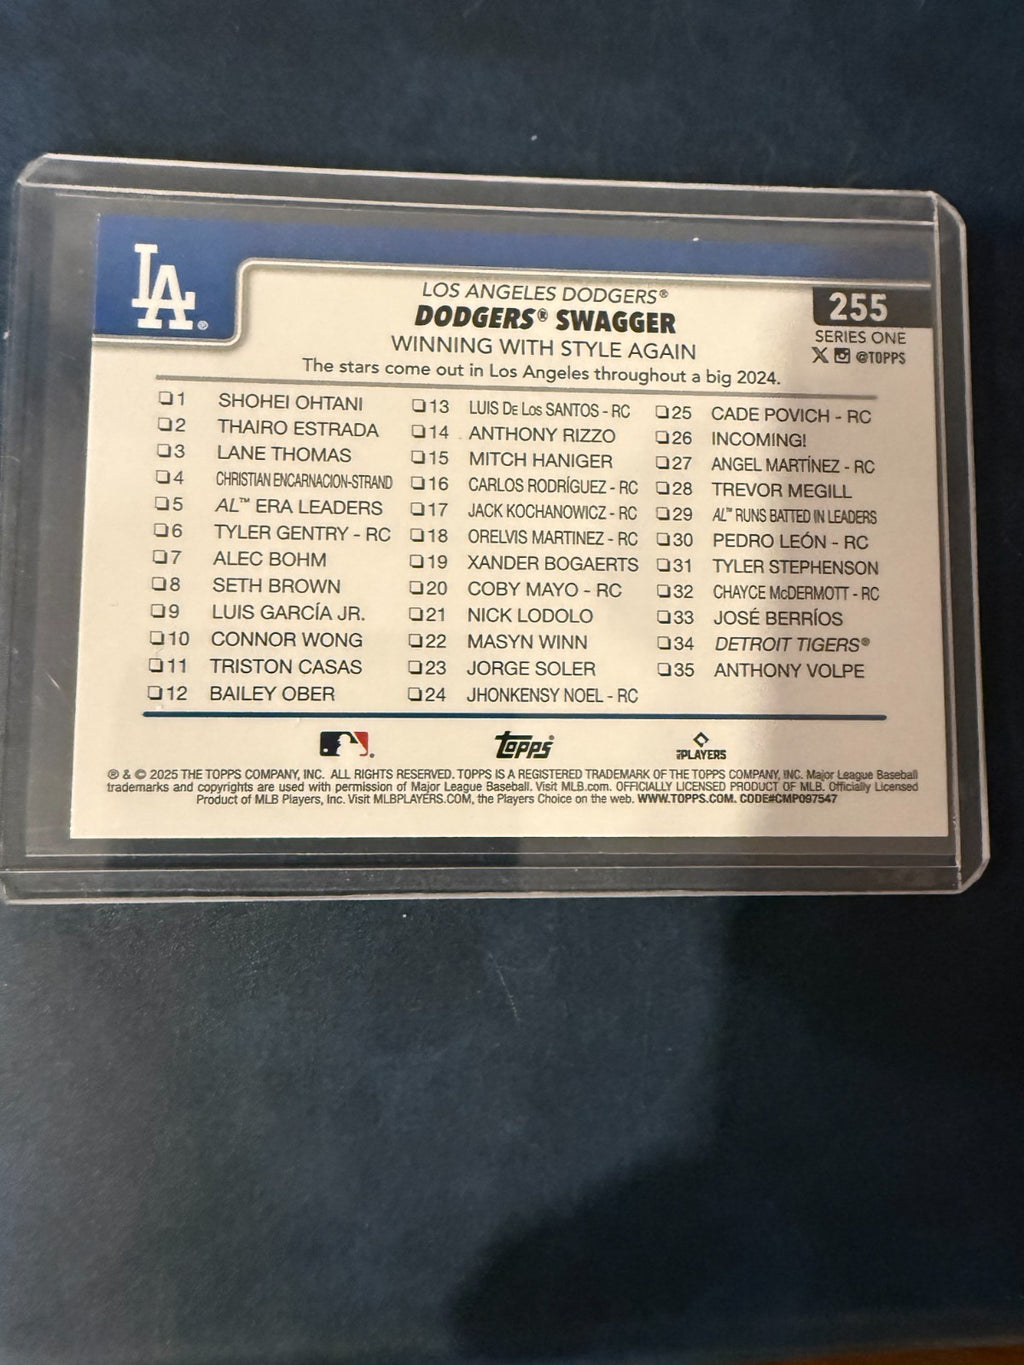 LA®
LOS ANGELES DODGERS®
DODGERS® SWAGGER
WINNING WITH STYLE AGAIN
The stars come out in Los Angeles throughout a big 2024.
255
SERIES ONE
X @TOPPS
❏1 SHOHEI OHTANI
❏2 THAIRO ESTRADA
❏3 LANE THOMAS
❏4 CHRISTIAN ENCARNACION-STRAND
❏5 AL™ ERA LEADERS
❏6 TYLER GENTRY - RC
❏7 ALEC BOHM
❏8 SETH BROWN
❏9 LUIS GARCÍA JR.
❏10 CONNOR WONG
❏11 TRISTON CASAS
❏12 BAILEY OBER
❏13 LUIS De Los SANTOS - RC
❏14 ANTHONY RIZZO
❏15 MITCH HANIGER
❏16 CARLOS RODRÍGUEZ - RC
❏17 JACK KOCHANOWICZ - RC
❏18 ORELVIS MARTINEZ - RC
❏19 XANDER BOGAERTS
❏20 COBY MAYO - RC
❏21 NICK LODOLO
❏22 MASYN WINN
❏23 JORGE SOLER
❏24 JHONKENSY NOEL - RC
❏25 CADE POVICH - RC
❏26 INCOMING!
❏27 ANGEL MARTÍNEZ - RC
❏28 TREVOR MEGILL
❏29 AL™ RUNS BATTED IN LEADERS
❏30 PEDRO LEÓN - RC
❏31 TYLER STEPHENSON
❏32 CHAYCE McDERMOTT - RC
❏33 JOSÉ BERRÍOS
❏34 DETROIT TIGERS®
❏35 ANTHONY VOLPE
Topps®
MLB PLAYERS
® & © 2025 THE TOPPS COMPANY, INC. ALL RIGHTS RESERVED. TOPPS IS A REGISTERED TRADEMARK OF THE TOPPS COMPANY, INC. Major League Baseball
trademarks and copyrights are used with permission of Major League Baseball. Visit MLB.com. OFFICIALLY LICENSED PRODUCT OF MLB. Officially Licensed
Product of MLB Players, Inc. Visit MLBPLAYERS.COM, the Players Choice on the web. WWW.TOPPS.COM. CODE#CMP097547